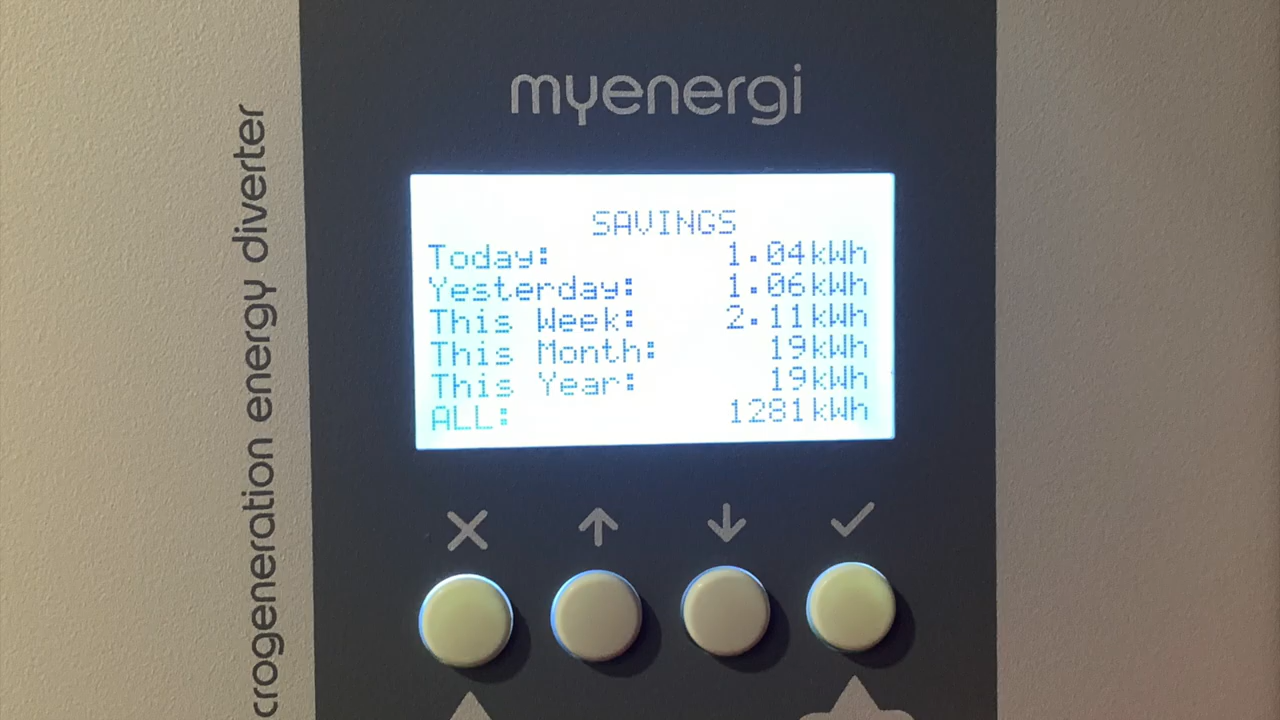 myenergi
SAVINGS
Today: 1.04kWh
Yesterday: 1.06kWh
This Week: 2.11kWh
This Month: 19kWh
This Year: 19kWh
ALL: 1281kWh
crogeneration energy diverter